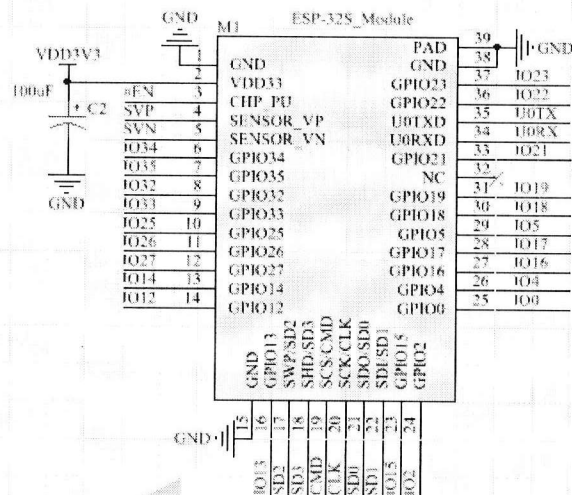 GND
M1
ESP-32S_Module
VDD3V3
100uF
C2
GND
nEN
SVP
SVN
IO34
IO35
IO32
IO33
IO25
IO26
IO27
IO14
IO12
1
2
3
4
5
6
7
8
9
10
11
12
13
14
GND
VDD33
CHP_PU
SENSOR_VP
SENSOR_VN
GPIO34
GPIO35
GPIO32
GPIO33
GPIO25
GPIO26
GPIO27
GPIO14
GPIO12
PAD
GND
GPIO23
GPIO22
U0TXD
U0RXD
GPIO21
NC
GPIO19
GPIO18
GPIO5
GPIO17
GPIO16
GPIO4
GPIO0
39
38
37
36
35
34
33
32
31
30
29
28
27
26
25
GND
IO23
IO22
U0TX
U0RX
IO21
IO19
IO18
IO5
IO17
IO16
IO4
IO0
GND
GPIO13
SWP/SD2
SHD/SD3
SCS/CMD
SCK/CLK
SDO/SD0
SDI/SD1
GPIO15
GPIO2
GND
15
16
17
18
19
20
21
22
23
24
IO13
SD2
SD3
CMD
CLK
SD0
SD1
IO15
IO2